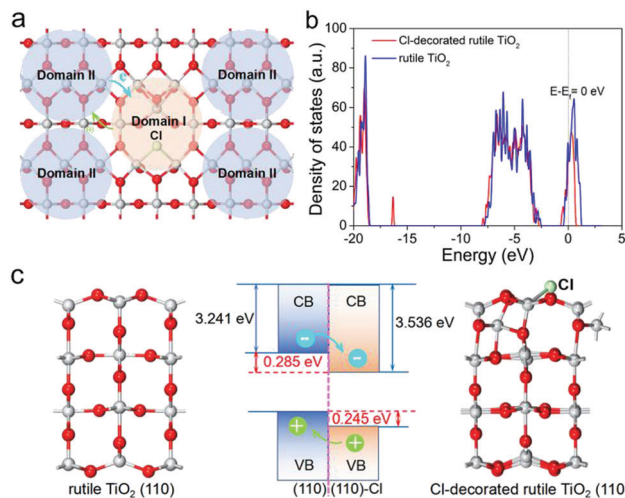 a
Domain II
Domain II
e⁻
Domain I
Cl
Domain II
Domain II
b
Cl-decorated rutile TiO2
rutile TiO2
E-Ef= 0 eV
Density of states (a.u.)
100
80
60
40
20
0
-20 -15 -10 -5 0 5
Energy (eV)
c
Cl
CB CB
3.241 eV
3.536 eV
0.285 eV
0.245 eV
VB VB
rutile TiO2 (110)
(110) (110)-Cl
Cl-decorated rutile TiO2 (110)